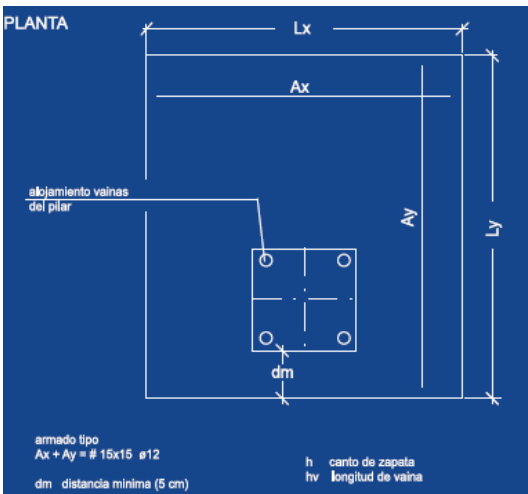 PLANTA
Lx
Ax
alojamiento vainas
del pilar
Ay
Ly
dm
armado tipo
Ax + Ay = # 15x15 ø12
dm distancia minima (5 cm)
h canto de zapata
hv longitud de vaina